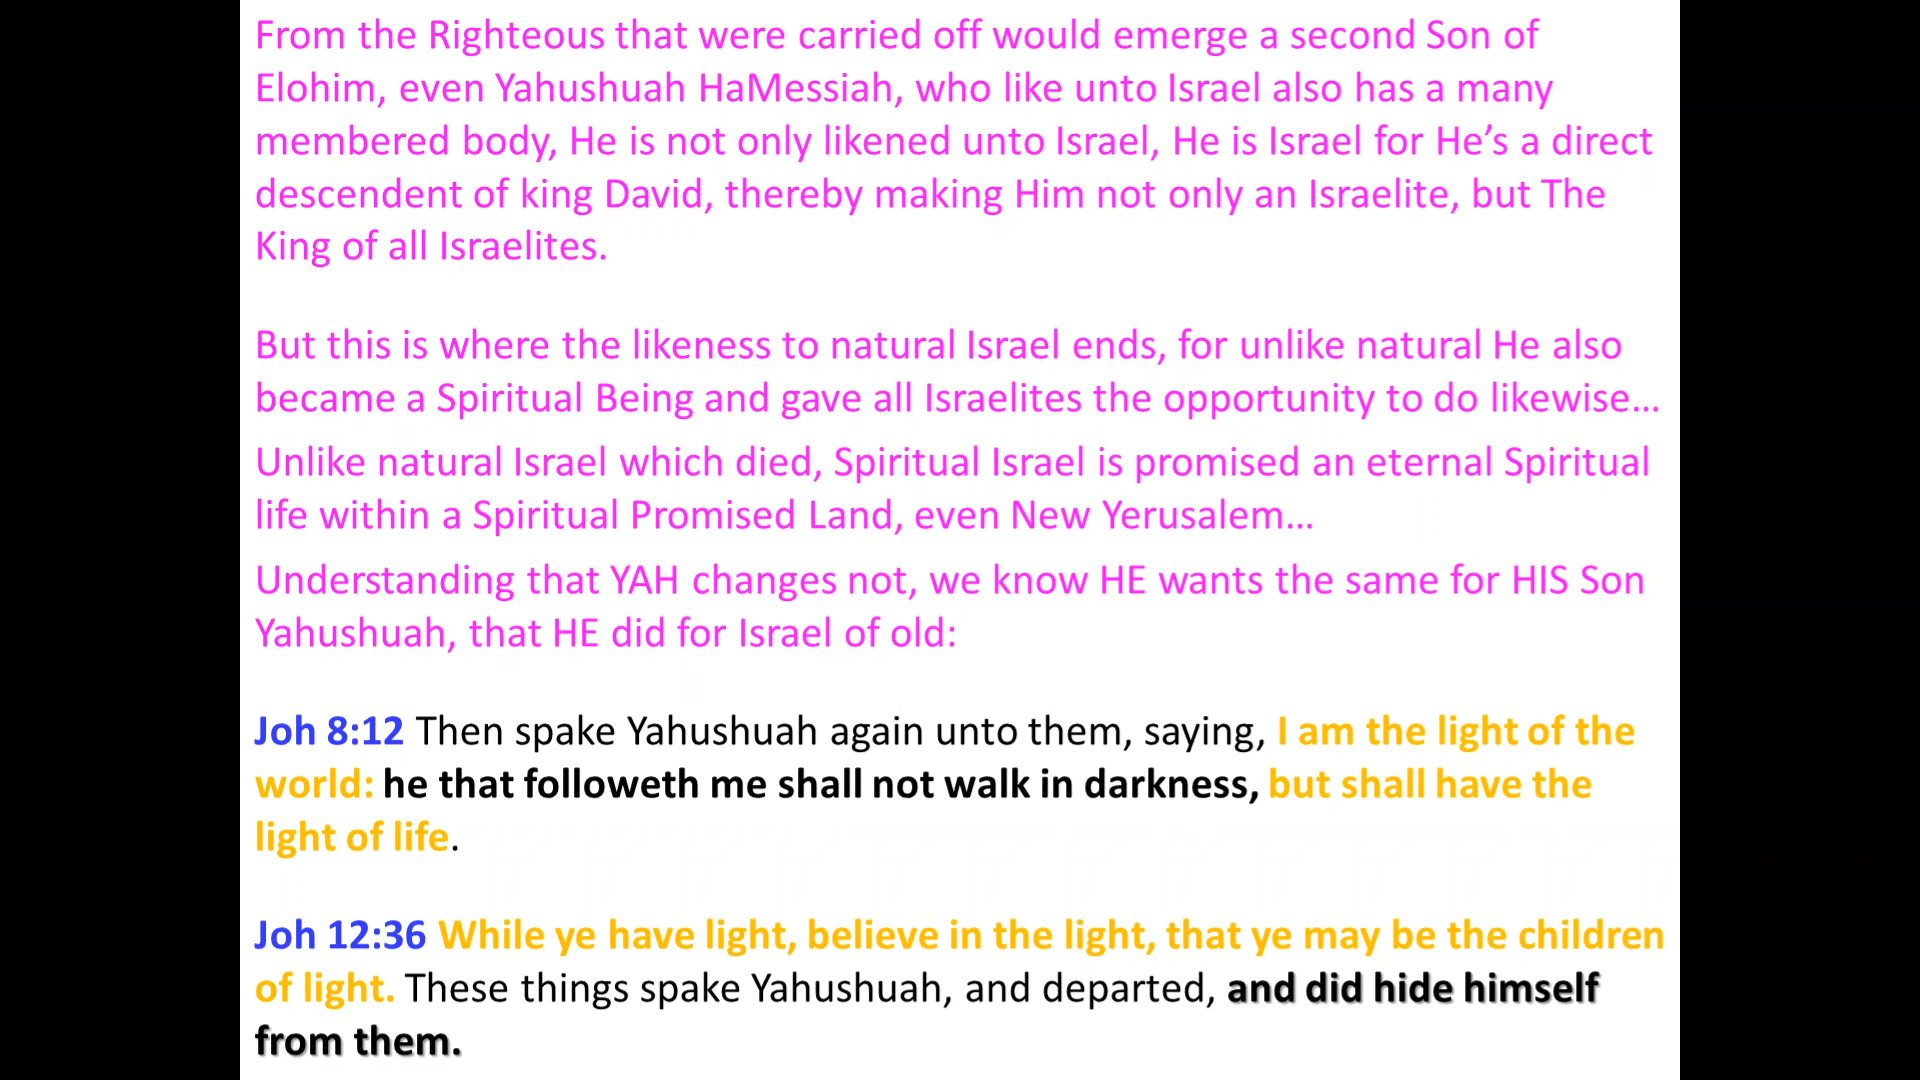 From the Righteous that were carried off would emerge a second Son of
Elohim, even Yahushuah HaMessiah, who like unto Israel also has a many
membered body, He is not only likened unto Israel, He is Israel for He’s a direct
descendent of king David, thereby making Him not only an Israelite, but The
King of all Israelites.
But this is where the likeness to natural Israel ends, for unlike natural He also
became a Spiritual Being and gave all Israelites the opportunity to do likewise…
Unlike natural Israel which died, Spiritual Israel is promised an eternal Spiritual
life within a Spiritual Promised Land, even New Yerusalem…
Understanding that YAH changes not, we know HE wants the same for HIS Son
Yahushuah, that HE did for Israel of old:
Joh 8:12 Then spake Yahushuah again unto them, saying, I am the light of the
world: he that followeth me shall not walk in darkness, but shall have the
light of life.
Joh 12:36 While ye have light, believe in the light, that ye may be the children
of light. These things spake Yahushuah, and departed, and did hide himself
from them.